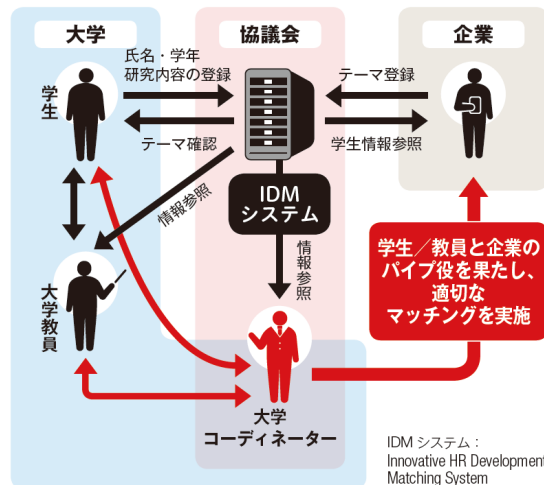 大学
協議会
企業
氏名・学年
研究内容の登録
テーマ登録
学生
テーマ確認
学生情報参照
情報参照
IDM
システム
情報参照
学生／教員と企業の
パイプ役を果たし、
適切な
マッチングを実施
大学教員
大学
コーディネーター
IDM システム：
Innovative HR Development
Matching System